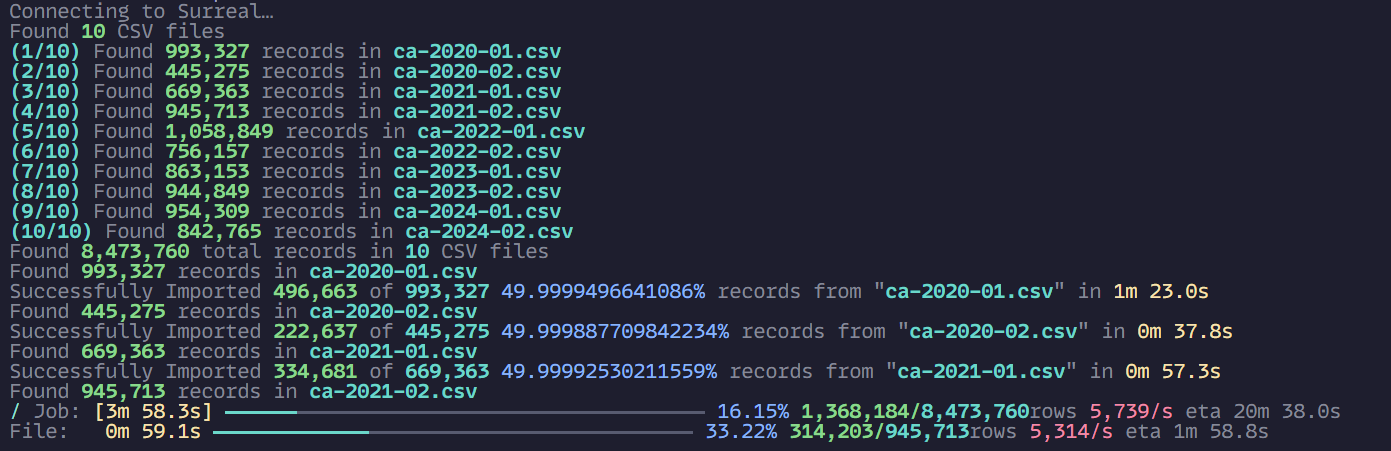 Connecting to Surreal…
Found 10 CSV files
(1/10) Found 993,327 records in ca-2020-01.csv
(2/10) Found 445,275 records in ca-2020-02.csv
(3/10) Found 669,363 records in ca-2021-01.csv
(4/10) Found 945,713 records in ca-2021-02.csv
(5/10) Found 1,058,849 records in ca-2022-01.csv
(6/10) Found 756,157 records in ca-2022-02.csv
(7/10) Found 863,153 records in ca-2023-01.csv
(8/10) Found 944,849 records in ca-2023-02.csv
(9/10) Found 954,309 records in ca-2024-01.csv
(10/10) Found 842,765 records in ca-2024-02.csv
Found 8,473,760 total records in 10 CSV files
Found 993,327 records in ca-2020-01.csv
Successfully Imported 496,663 of 993,327 49.9999496641086% records from "ca-2020-01.csv" in 1m 23.0s
Found 445,275 records in ca-2020-02.csv
Successfully Imported 222,637 of 445,275 49.999887709842234% records from "ca-2020-02.csv" in 0m 37.8s
Found 669,363 records in ca-2021-01.csv
Successfully Imported 334,681 of 669,363 49.99992530211559% records from "ca-2021-01.csv" in 0m 57.3s
Found 945,713 records in ca-2021-02.csv
/ Job: [3m 58.3s] 16.15% 1,368,184/8,473,760rows 5,739/s eta 20m 38.0s
File: 0m 59.1s 33.22% 314,203/945,713rows 5,314/s eta 1m 58.8s